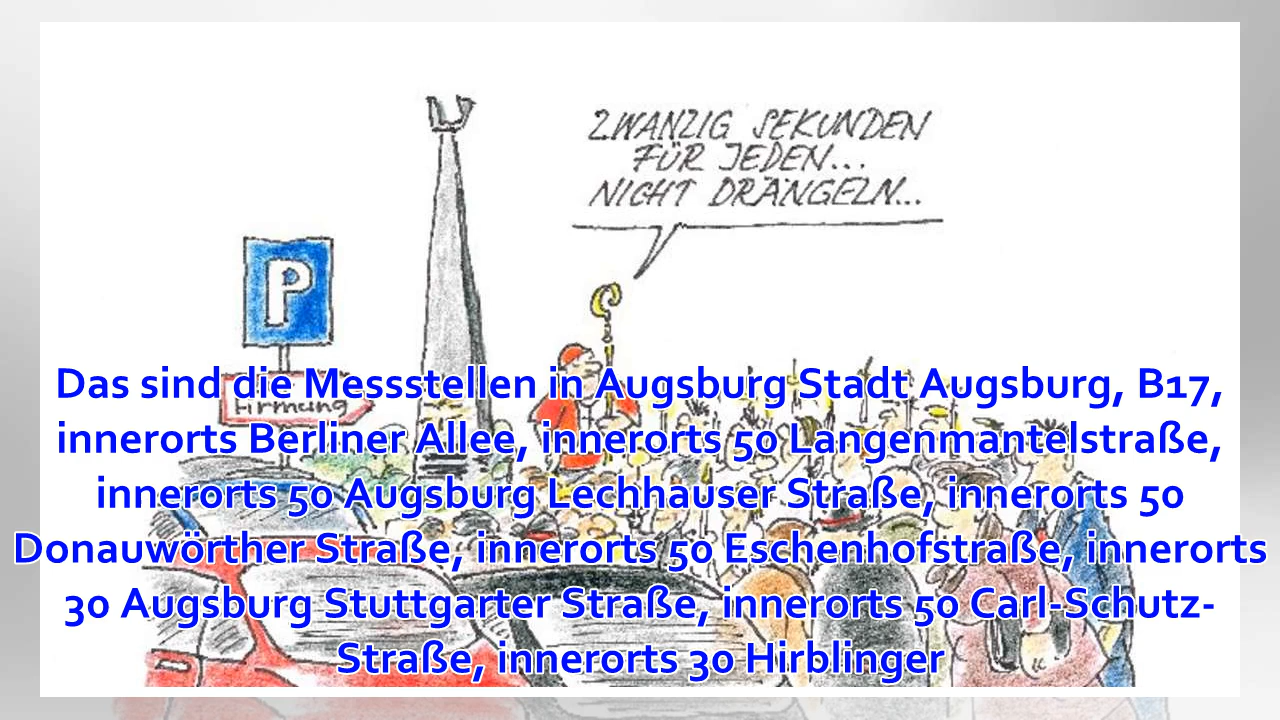 ZWANZIG SEKUNDEN
FÜR JEDEN...
NICHT DRÄNGELN...
P
Firmung
Das sind die Messstellen in Augsburg Stadt Augsburg, B17,
innerorts Berliner Allee, innerorts 50 Langenmantelstraße,
innerorts 50 Augsburg Lechhauser Straße, innerorts 50
Donauwörther Straße, innerorts 50 Eschenhofstraße, innerorts
30 Augsburg Stuttgarter Straße, innerorts 50 Carl-Schutz-
Straße, innerorts 30 Hirblinger